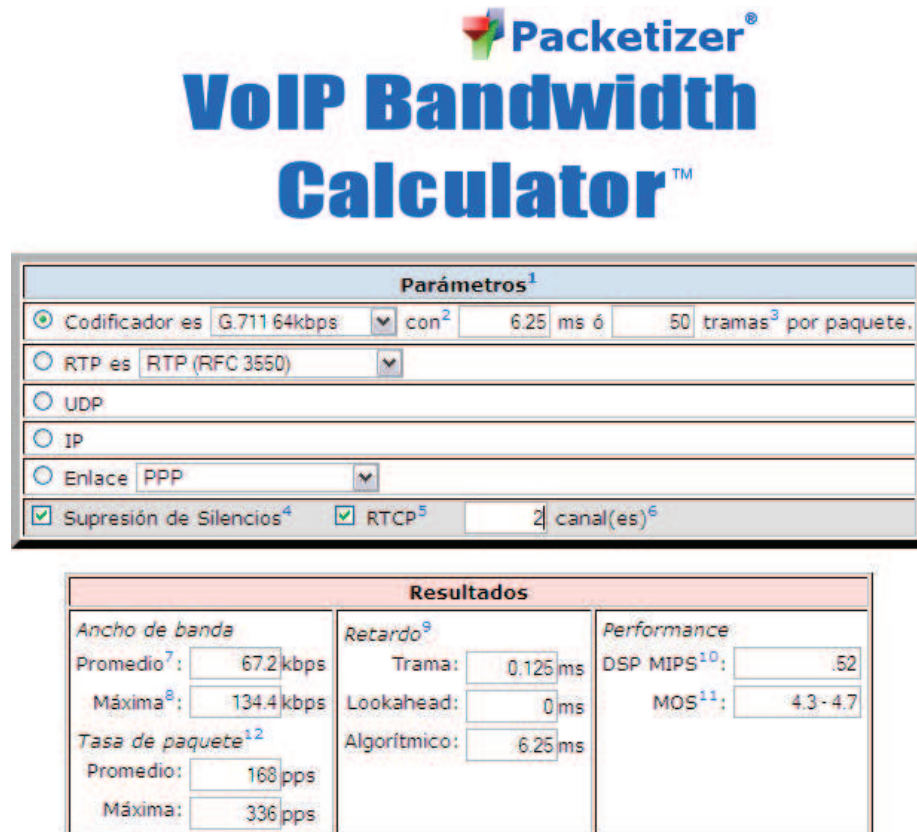 Packetizer®
VoIP Bandwidth
Calculator™
Parámetros1
Codificador es G.711 64kbps con2 6.25 ms ó 50 tramas3 por paquete.
RTP es RTP (RFC 3550)
UDP
IP
Enlace PPP
Supresión de Silencios4 RTCP5 2 canal(es)6
Resultados
Ancho de banda
Promedio7: 67.2 kbps
Máxima8: 134.4 kbps
Tasa de paquete12
Promedio: 168 pps
Máxima: 336 pps
Retardo9
Trama: 0.125 ms
Lookahead: 0 ms
Algorítmico: 6.25 ms
Performance
DSP MIPS10: .52
MOS11: 4.3 - 4.7